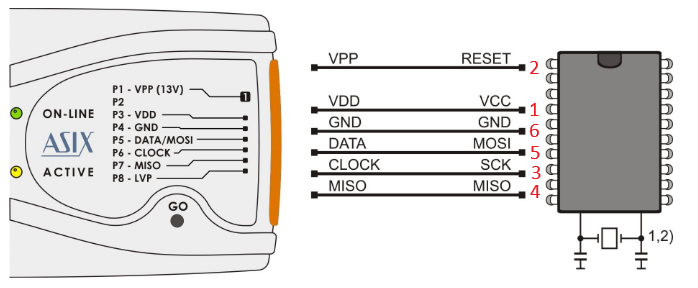 P1 - VPP (13V)
1
P2
P3 - VDD
P4 - GND
P5 - DATA/MOSI
P6 - CLOCK
P7 - MISO
P8 - LVP
ON-LINE
ASIX
ACTIVE
GO
VPP RESET 2
VDD VCC 1
GND GND 6
DATA MOSI 5
CLOCK SCK 3
MISO MISO 4
1,2)